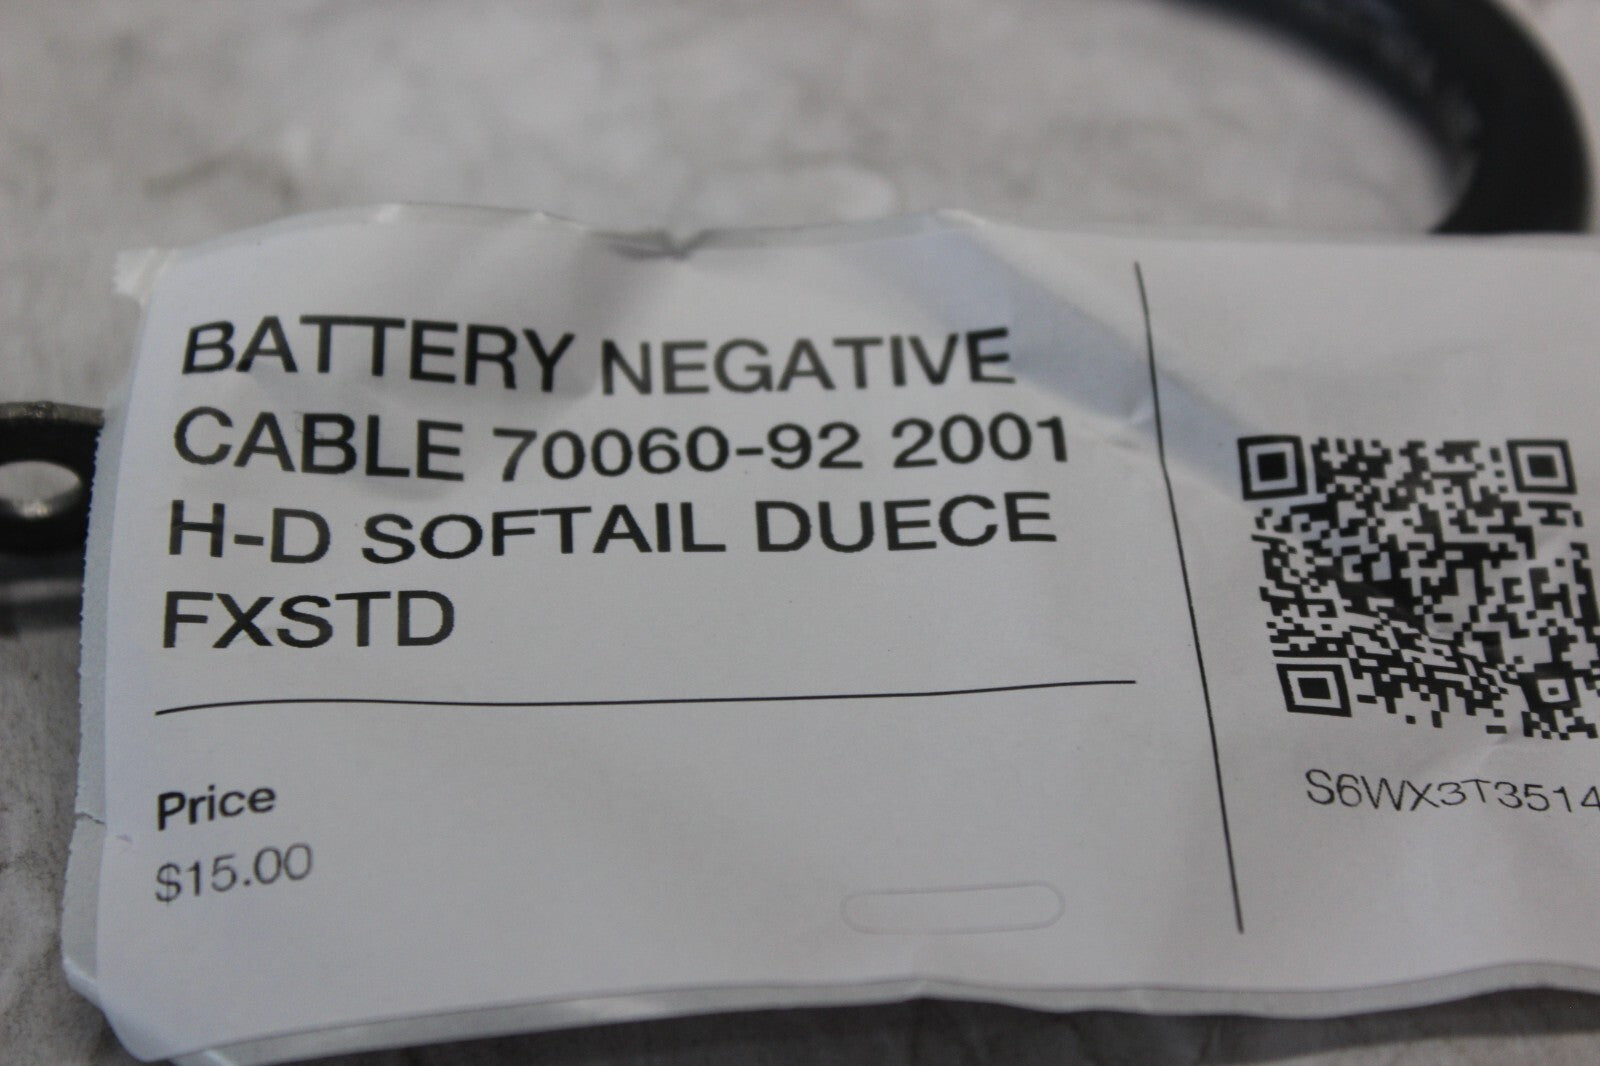 BATTERY NEGATIVE
CABLE 70060-92 2001
H-D SOFTAIL DUECE
FXSTD
Price
$15.00
S6WX3T3514